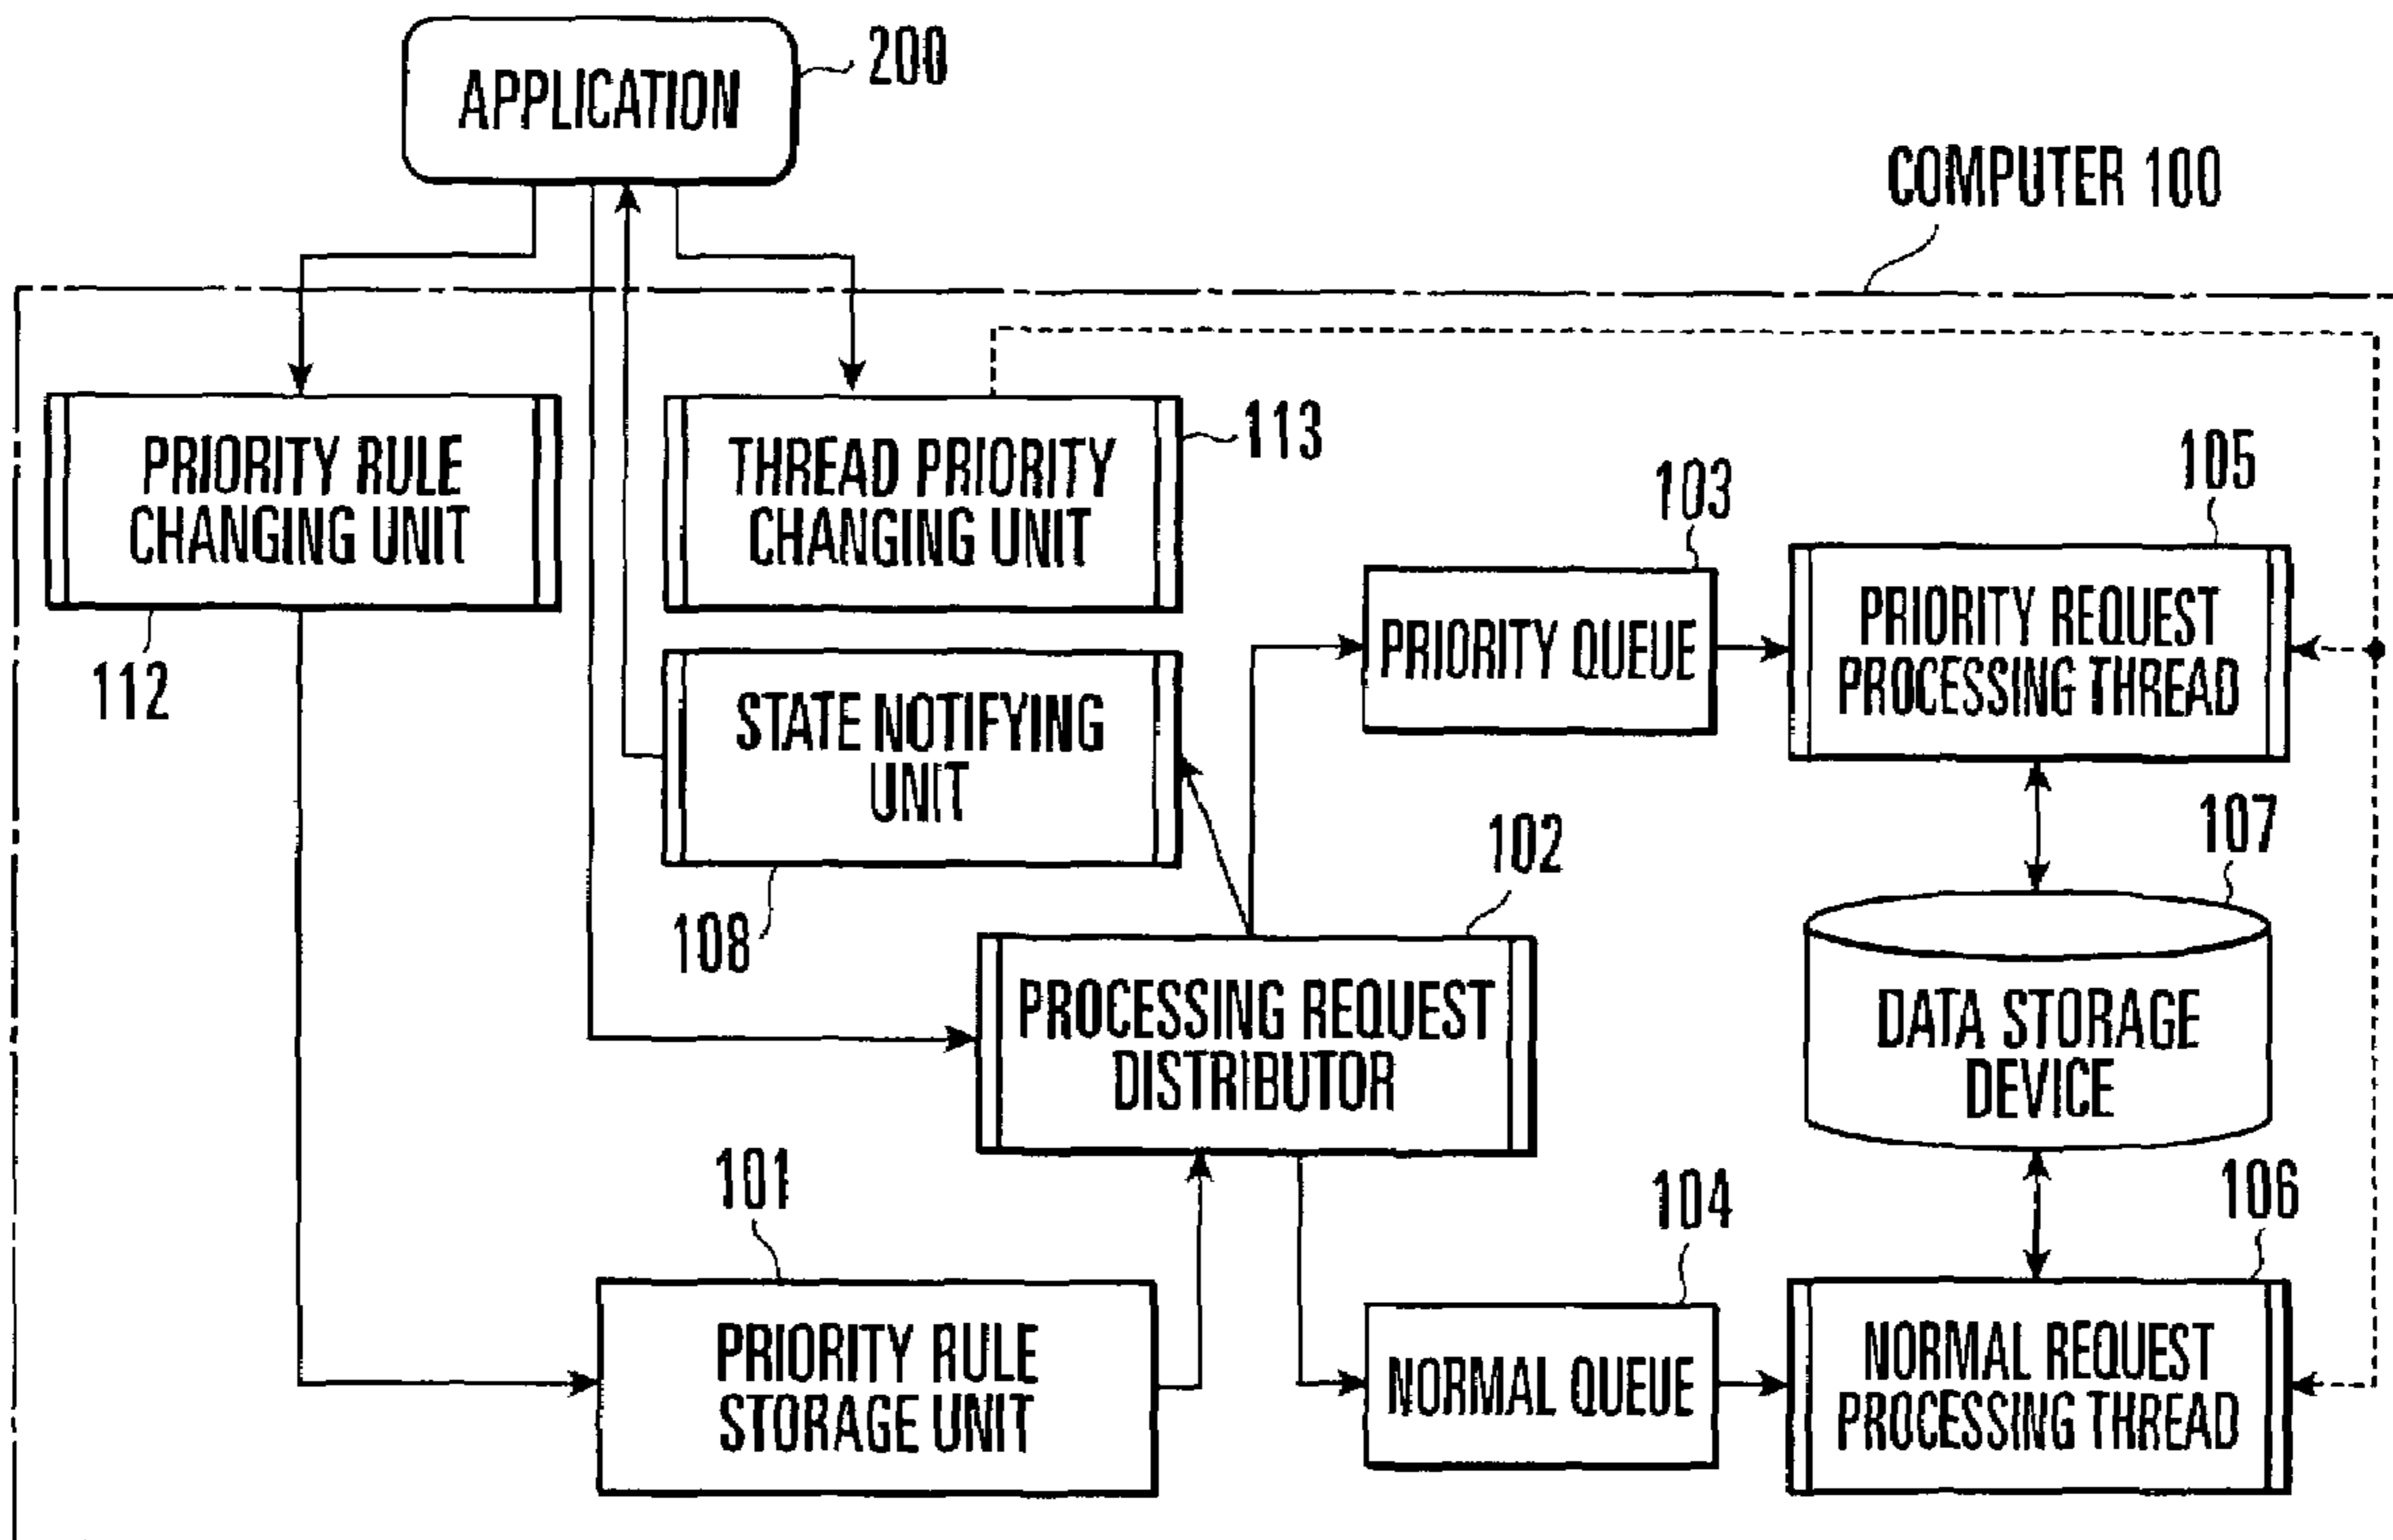 APPLICATION
200
COMPUTER 100
PRIORITY RULE
CHANGING UNIT
112
THREAD PRIORITY
CHANGING UNIT
113
STATE NOTIFYING
UNIT
108
103
PRIORITY QUEUE
105
PRIORITY REQUEST
PROCESSING THREAD
102
PROCESSING REQUEST
DISTRIBUTOR
107
DATA STORAGE
DEVICE
101
PRIORITY RULE
STORAGE UNIT
104
NORMAL QUEUE
106
NORMAL REQUEST
PROCESSING THREAD